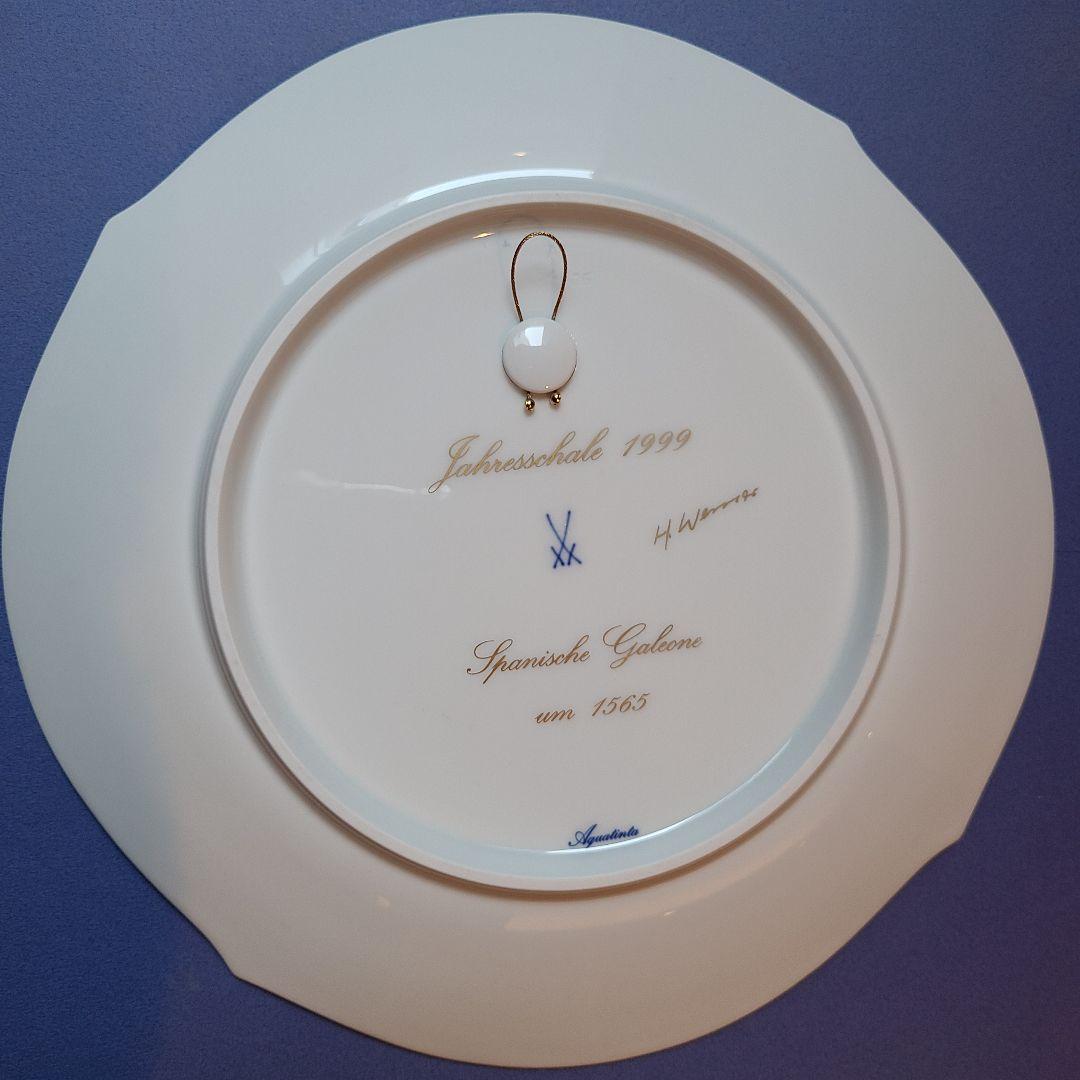 Jahresschale 1999
H. Werner
Spanische Galeone
um 1565
Aquatinta